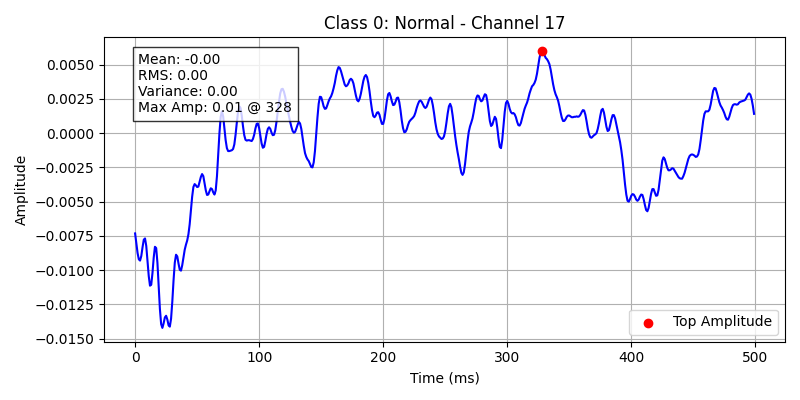 Class 0: Normal - Channel 17
Mean: -0.00
RMS: 0.00
Variance: 0.00
Max Amp: 0.01 @ 328
Amplitude
0.0050
0.0025
0.0000
−0.0025
−0.0050
−0.0075
−0.0100
−0.0125
−0.0150
Top Amplitude
0 100 200 300 400 500
Time (ms)